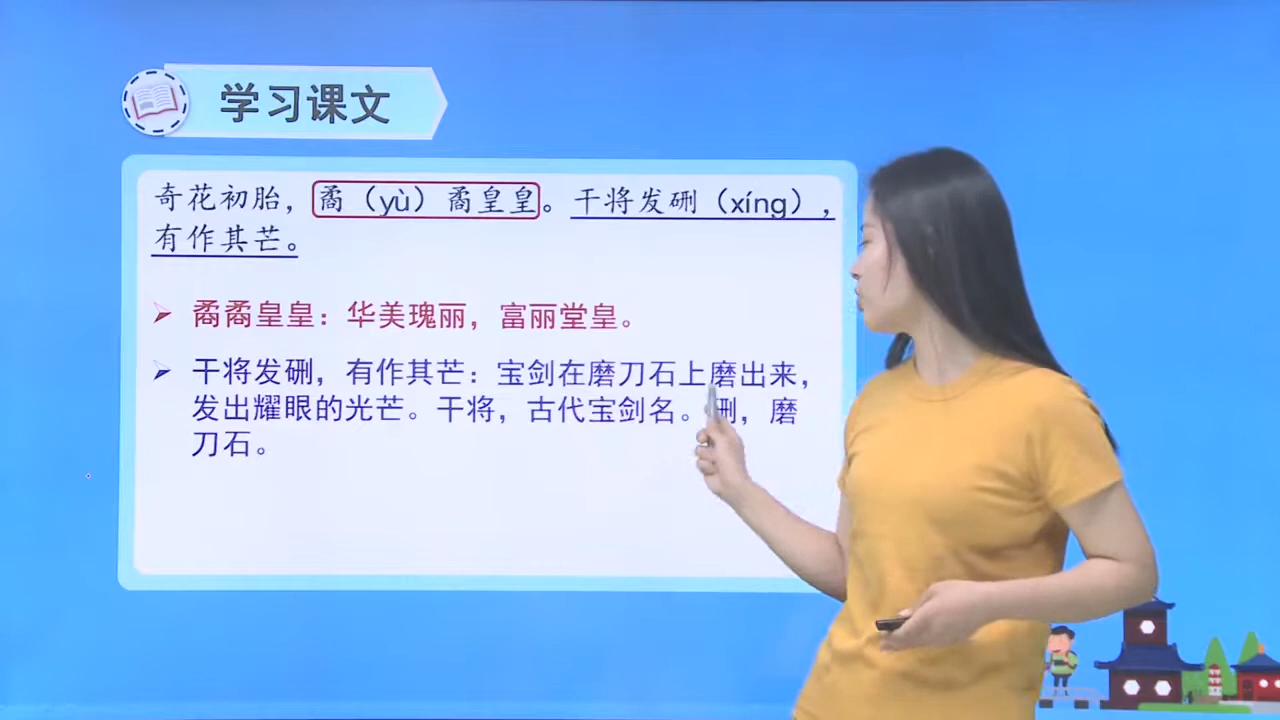 学习课文
奇花初胎，矞（yù）矞皇皇。干将发硎（xíng），
有作其芒。
矞矞皇皇：华美瑰丽，富丽堂皇。
干将发硎，有作其芒：宝剑在磨刀石上磨出来，
发出耀眼的光芒。干将，古代宝剑名。硎，磨
刀石。